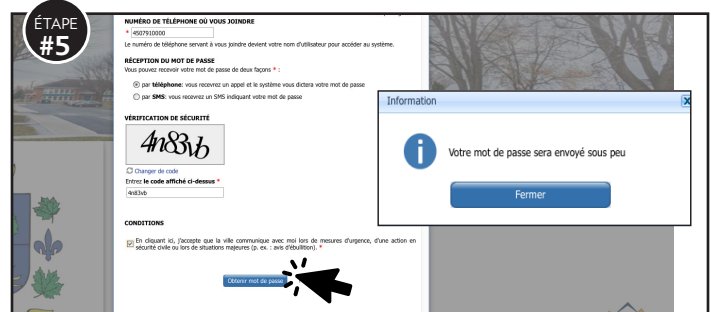 ÉTAPE
#5
NUMÉRO DE TÉLÉPHONE OÙ VOUS JOINDRE
* 4507910000
Le numéro de téléphone servant à vous joindre devient votre nom d'utilisateur pour accéder au système.
RÉCEPTION DU MOT DE PASSE
Vous pouvez recevoir votre mot de passe de deux façons * :
par téléphone: vous recevrez un appel et le système vous dictera votre mot de passe
par SMS: vous recevrez un SMS indiquant votre mot de passe
VÉRIFICATION DE SÉCURITÉ
4n83vb
Changer de code
Entrez le code affiché ci-dessus *
4n83vb
CONDITIONS
En cliquant ici, j'accepte que la ville communique avec moi lors de mesures d'urgence, d'une action en
sécurité civile ou lors de situations majeures (p. ex. : avis d'ébullition). *
Obtenir mot de passe
Information
X
Votre mot de passe sera envoyé sous peu
Fermer